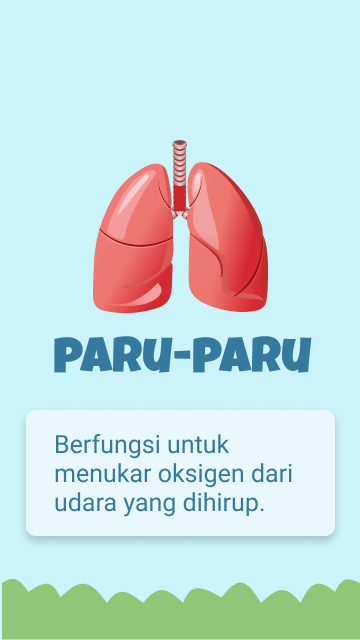 PARU-PARU
Berfungsi untuk
menukar oksigen dari
udara yang dihirup.